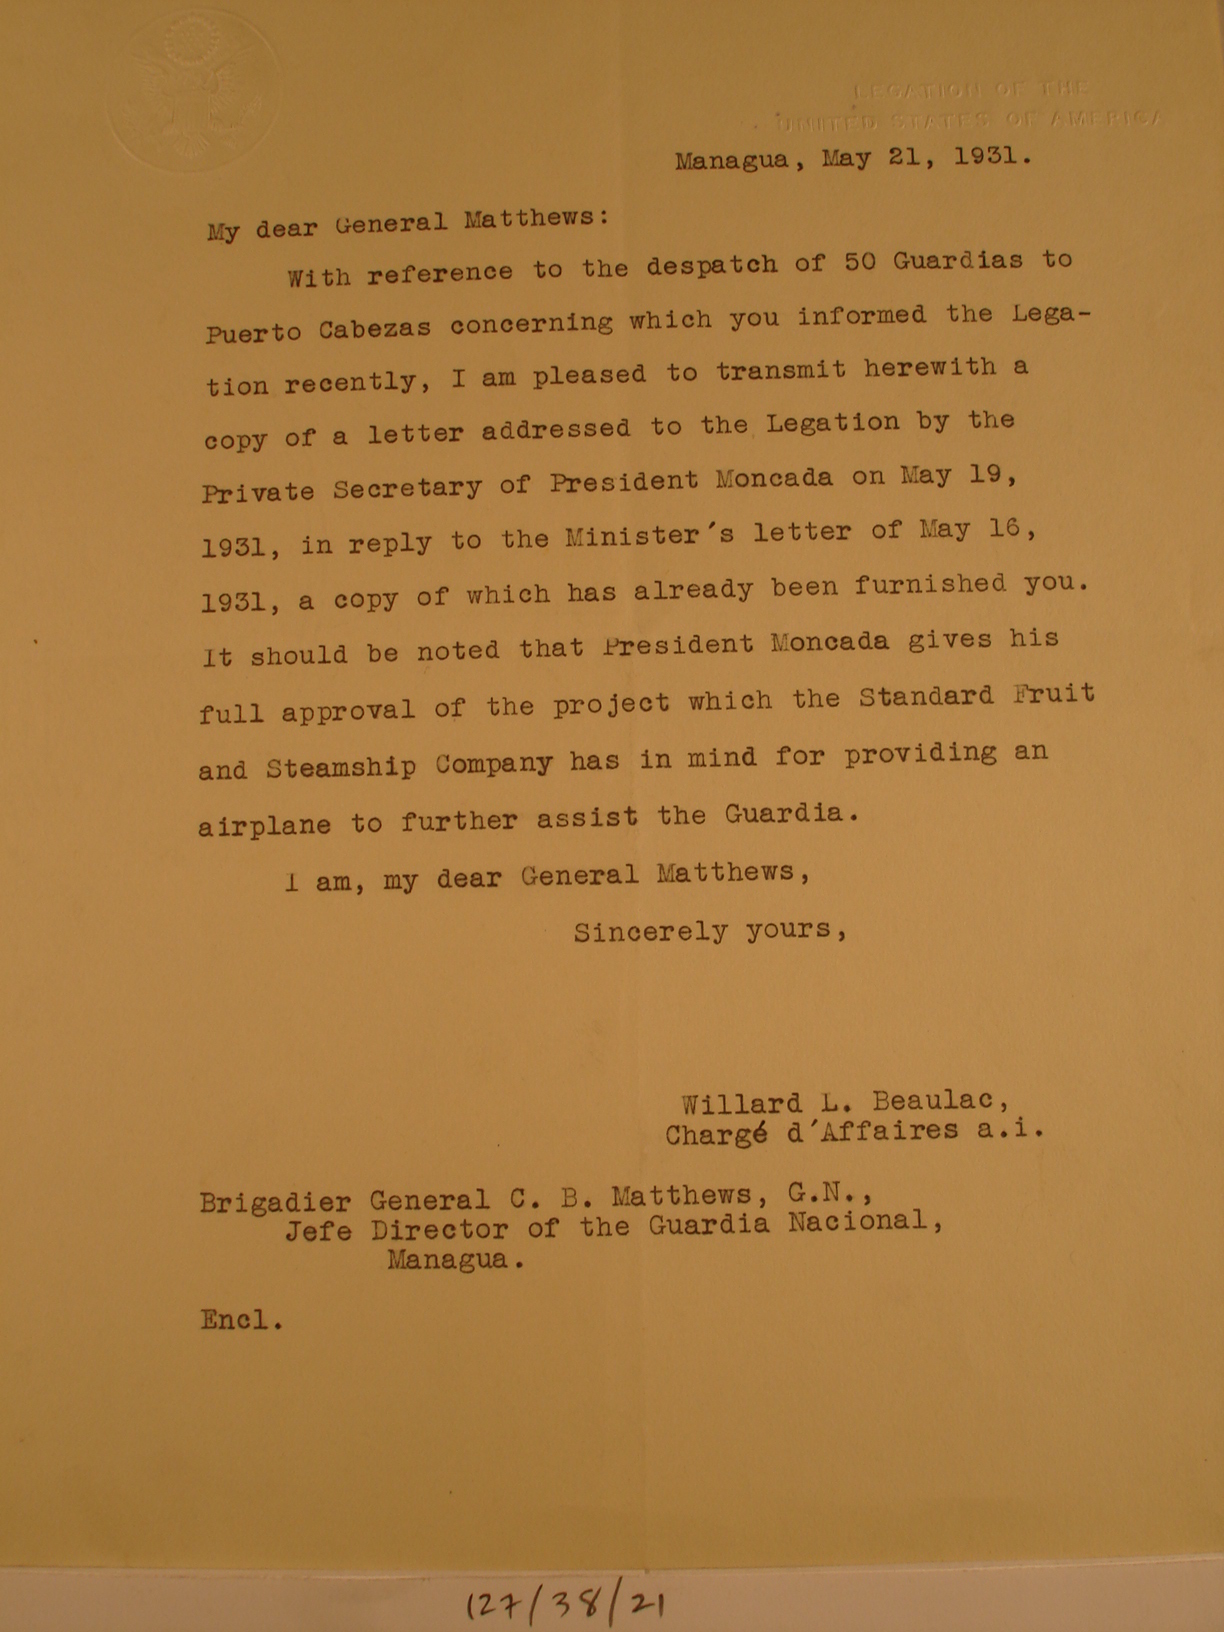 LEGATION OF THE
UNITED STATES OF AMERICA
Managua, May 21, 1931.
My dear General Matthews:
With reference to the despatch of 50 Guardias to
Puerto Cabezas concerning which you informed the Lega-
tion recently, I am pleased to transmit herewith a
copy of a letter addressed to the Legation by the
Private Secretary of President Moncada on May 19,
1931, in reply to the Minister's letter of May 16,
1931, a copy of which has already been furnished you.
It should be noted that President Moncada gives his
full approval of the project which the Standard Fruit
and Steamship Company has in mind for providing an
airplane to further assist the Guardia.
I am, my dear General Matthews,
Sincerely yours,
Willard L. Beaulac,
Chargé d'Affaires a.i.
Brigadier General C. B. Matthews, G.N.,
Jefe Director of the Guardia Nacional,
Managua.
Encl.
127/38/21